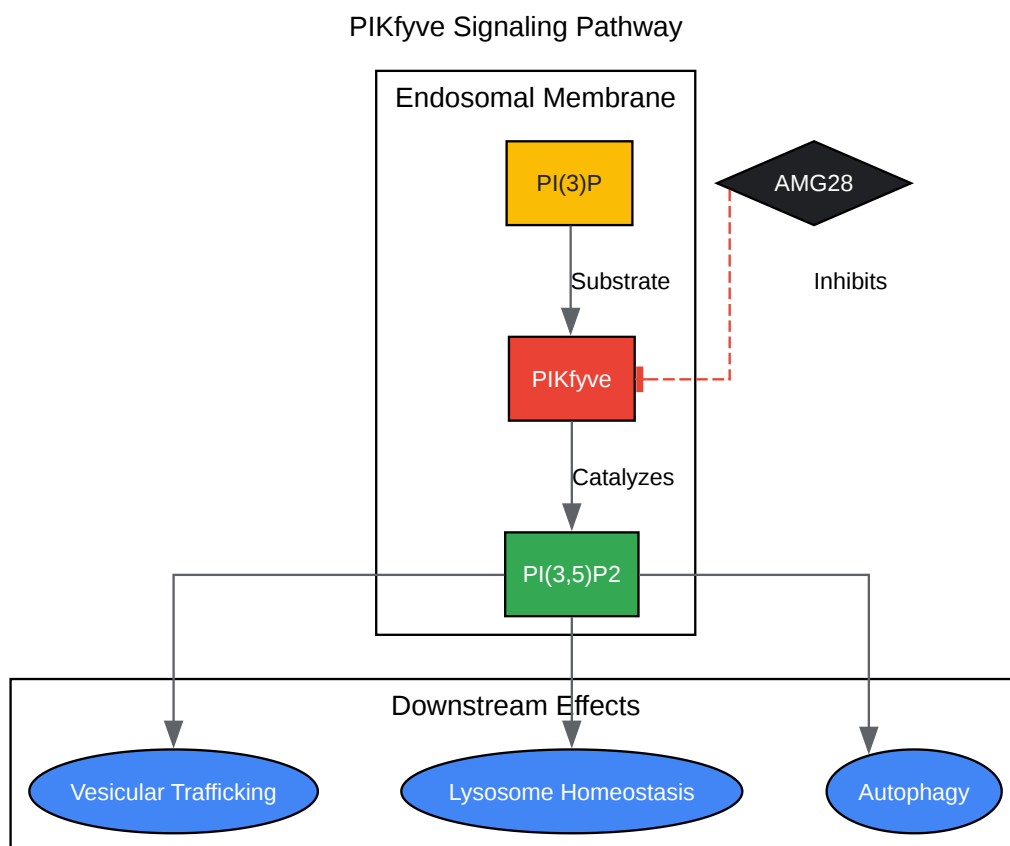 PIKfyve Signaling Pathway
Endosomal Membrane
PI(3)P
AMG28
Substrate
Inhibits
PIKfyve
Catalyzes
PI(3,5)P2
Downstream Effects
Vesicular Trafficking
Lysosome Homeostasis
Autophagy